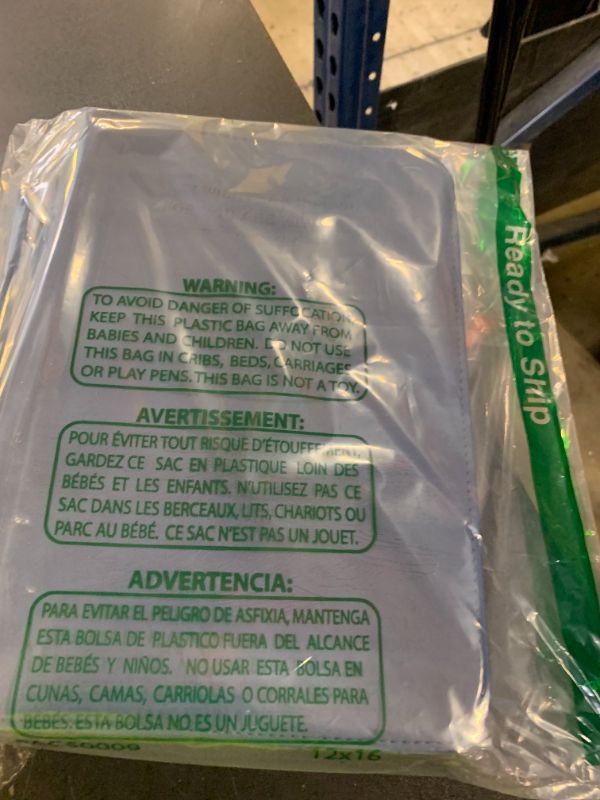 WARNING:
TO AVOID DANGER OF SUFFOCATION,
KEEP THIS PLASTIC BAG AWAY FROM
BABIES AND CHILDREN. DO NOT USE
THIS BAG IN CRIBS, BEDS, CARRIAGES
OR PLAY PENS. THIS BAG IS NOT A TOY.
AVERTISSEMENT:
POUR ÉVITER TOUT RISQUE D'ÉTOUFFEMENT,
GARDEZ CE SAC EN PLASTIQUE LOIN DES
BÉBÉS ET LES ENFANTS. N'UTILISEZ PAS CE
SAC DANS LES BERCEAUX, LITS, CHARIOTS OU
PARC AU BÉBÉ. CE SAC N'EST PAS UN JOUET.
ADVERTENCIA:
PARA EVITAR EL PELIGRO DE ASFIXIA, MANTENGA
ESTA BOLSA DE PLASTICO FUERA DEL ALCANCE
DE BEBÉS Y NIÑOS. NO USAR ESTA BOLSA EN
CUNAS, CAMAS, CARRIOLAS O CORRALES PARA
BEBÉS. ESTA BOLSA NO ES UN JUGUETE.
12x16
Ready to Ship